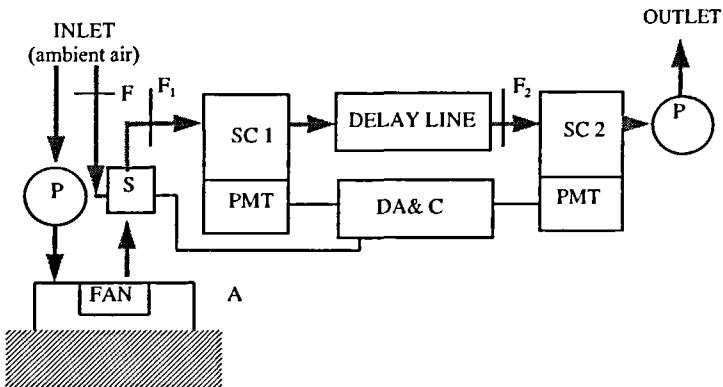 INLET
(ambient air)
OUTLET
F
F1
F2
P
SC 1
DELAY LINE
SC 2
P
S
PMT
DA& C
PMT
FAN
A